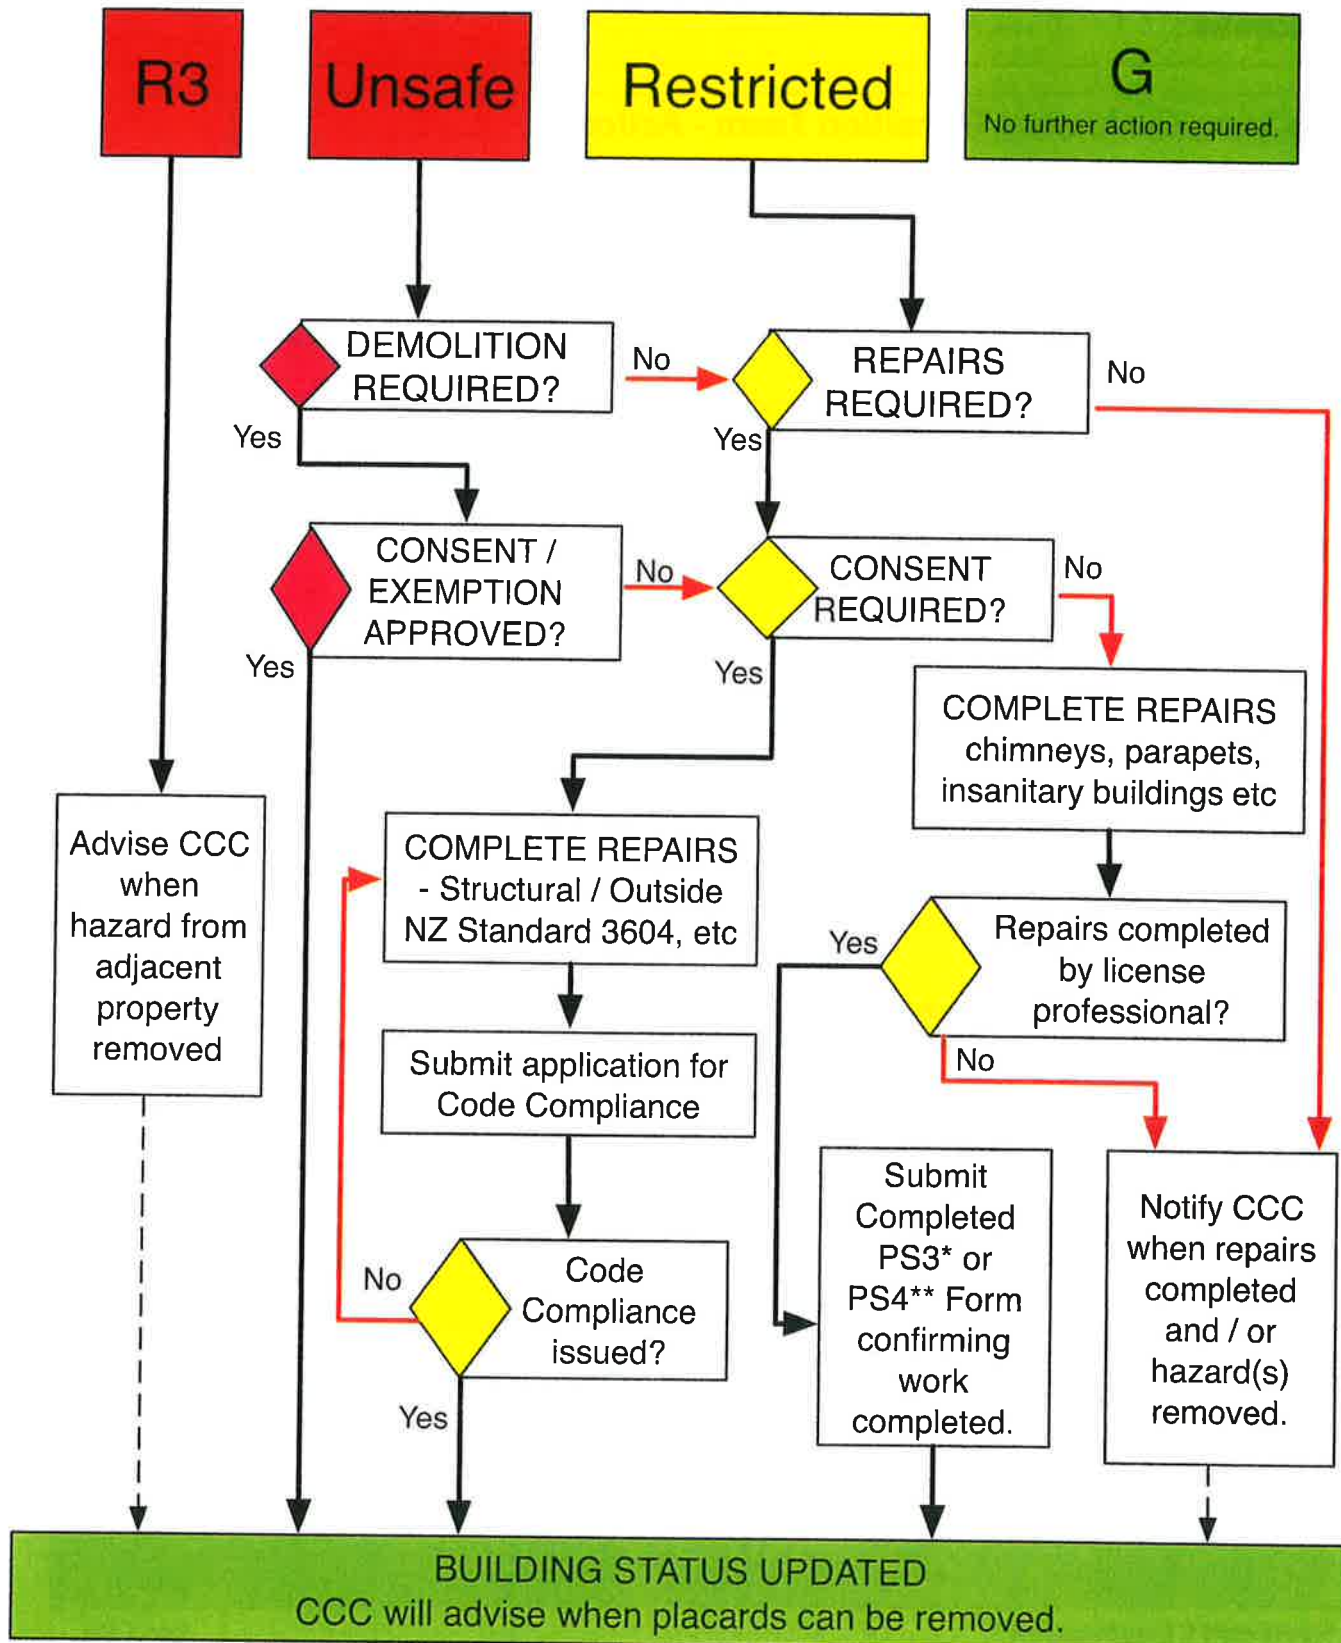 R3
Unsafe
Restricted
G
No further action required.
DEMOLITION
REQUIRED?
No
REPAIRS
REQUIRED?
No
Yes
Yes
CONSENT /
EXEMPTION
APPROVED?
No
CONSENT
REQUIRED?
No
Yes
Yes
COMPLETE REPAIRS
chimneys, parapets,
insanitary buildings etc
Advise CCC
when
hazard from
adjacent
property
removed
COMPLETE REPAIRS
- Structural / Outside
NZ Standard 3604, etc
Yes
Repairs completed
by license
professional?
No
Submit application for
Code Compliance
Submit
Completed
PS3* or
PS4** Form
confirming
work
completed.
Notify CCC
when repairs
completed
and / or
hazard(s)
removed.
No
Code
Compliance
issued?
Yes
BUILDING STATUS UPDATED
CCC will advise when placards can be removed.